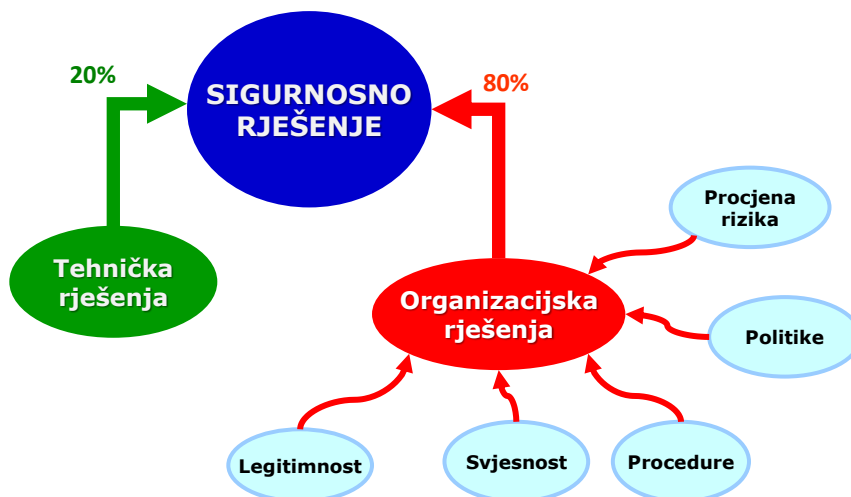 20%
SIGURNOSNO
RJEŠENJE
80%
Procjena
rizika
Tehnička
rješenja
Organizacijska
rješenja
Politike
Legitimnost
Svjesnost
Procedure